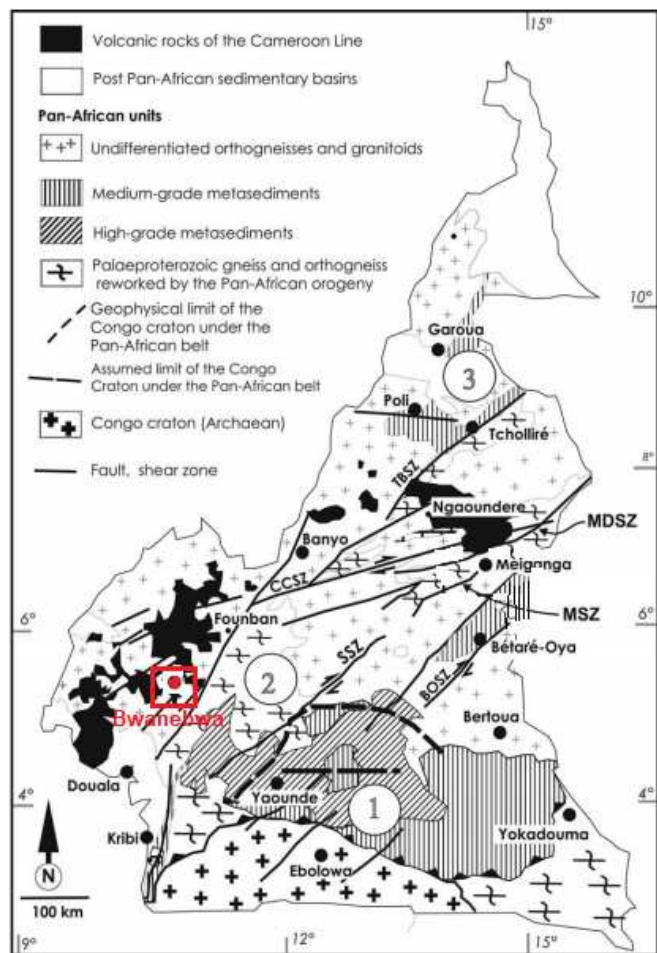 15°
Volcanic rocks of the Cameroon Line
Post Pan-African sedimentary basins
Pan-African units
Undifferentiated orthogneisses and granitoids
Medium-grade metasediments
High-grade metasediments
Palaeproterozoic gneiss and orthogneiss
reworked by the Pan-African orogeny
Geophysical limit of the
Congo craton under the
Pan-African belt
Assumed limit of the Congo
Craton under the Pan-African belt
Congo craton (Archaean)
Fault, shear zone
10°
Garoua
3
Poli
Tcholliré
8°
TBSZ
Ngaoundere
MDSZ
Banyo
CCSZ
Meiganga
6°
6°
Founban
MSZ
SSZ
Bétaré-Oya
2
BOSZ
Bwanebwa
Bertoua
Douala
4°
4°
Yaounde
1
Kribi
Yokadouma
N
Ebolowa
100 km
9°
12°
15°